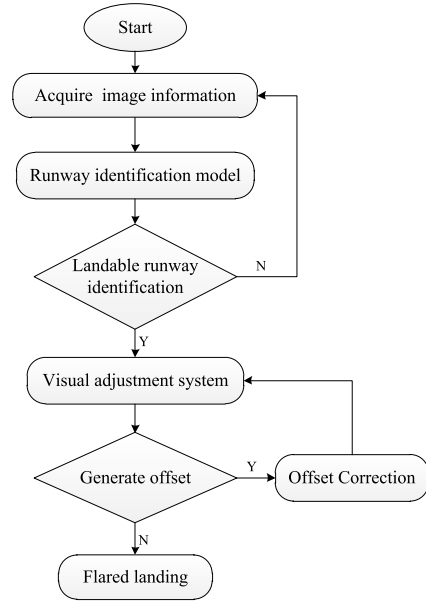 Start
Acquire image information
Runway identification model
Landable runway
identification
N
Y
Visual adjustment system
Generate offset
Y
Offset Correction
N
Flared landing